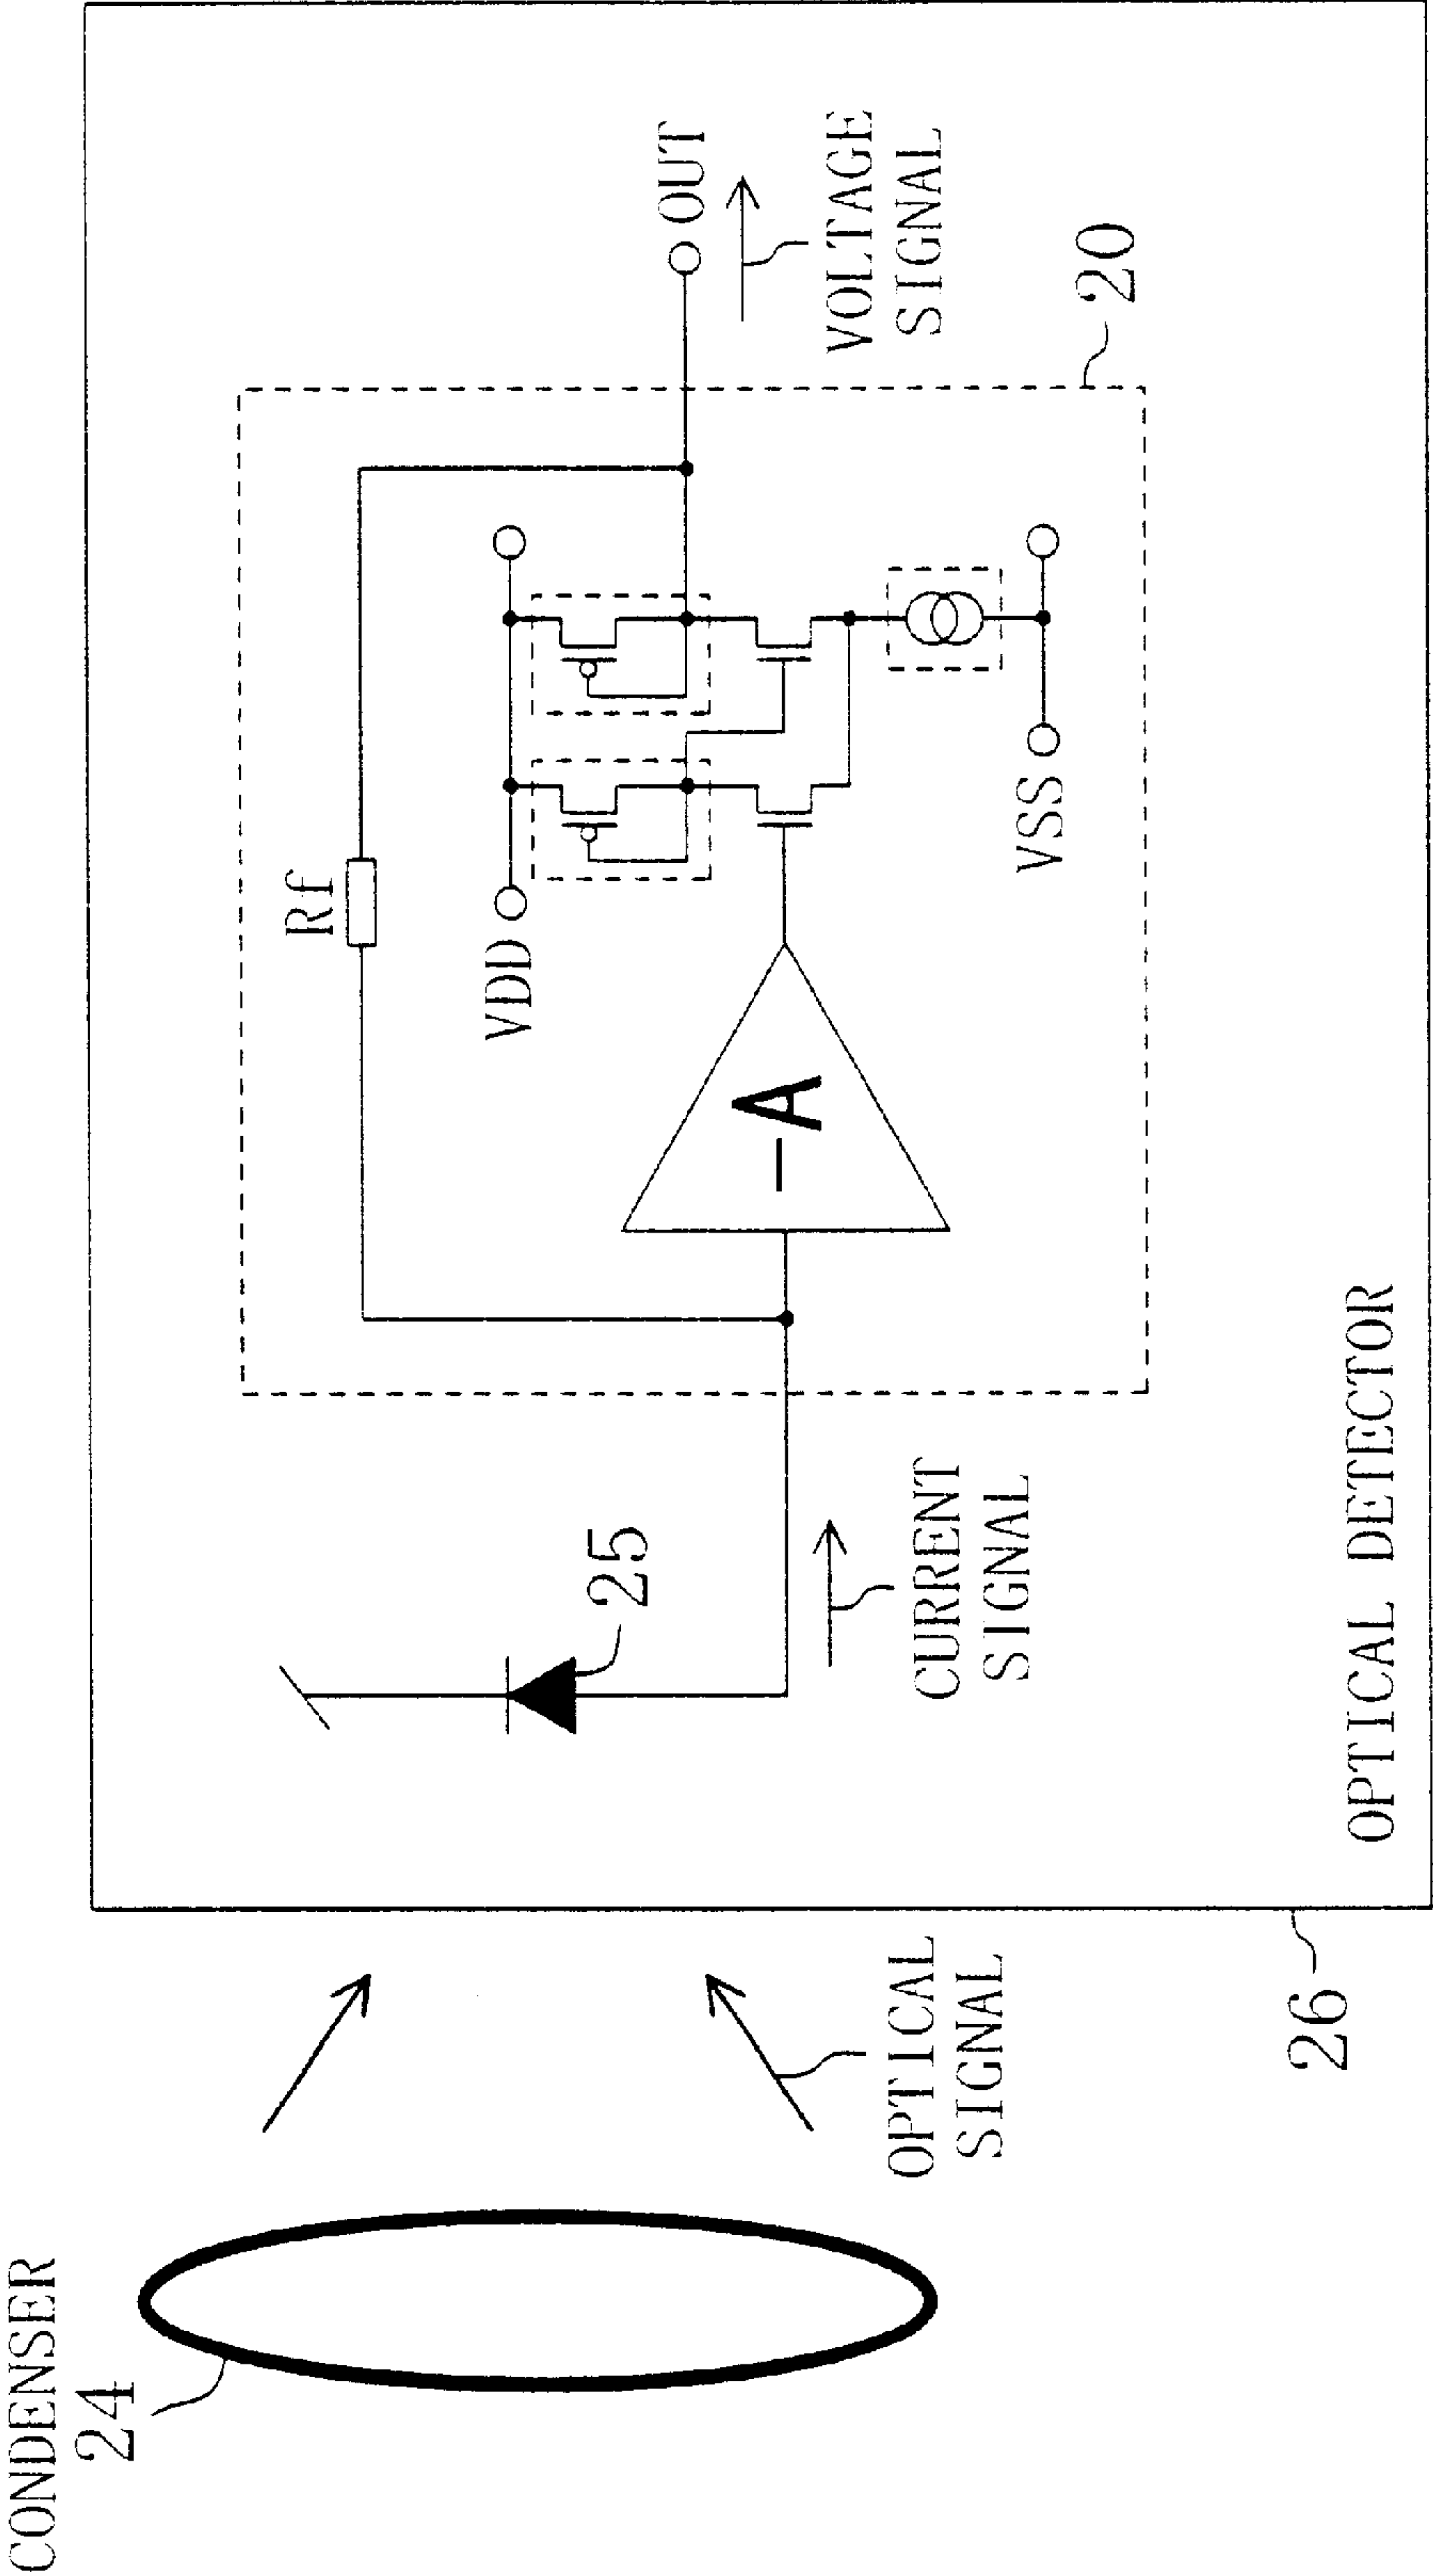 CONDENSER
24
OPTICAL
SIGNAL
26
OPTICAL DETECTOR
25
CURRENT
SIGNAL
Rf
-A
VDD
VSS
20
OUT
VOLTAGE
SIGNAL